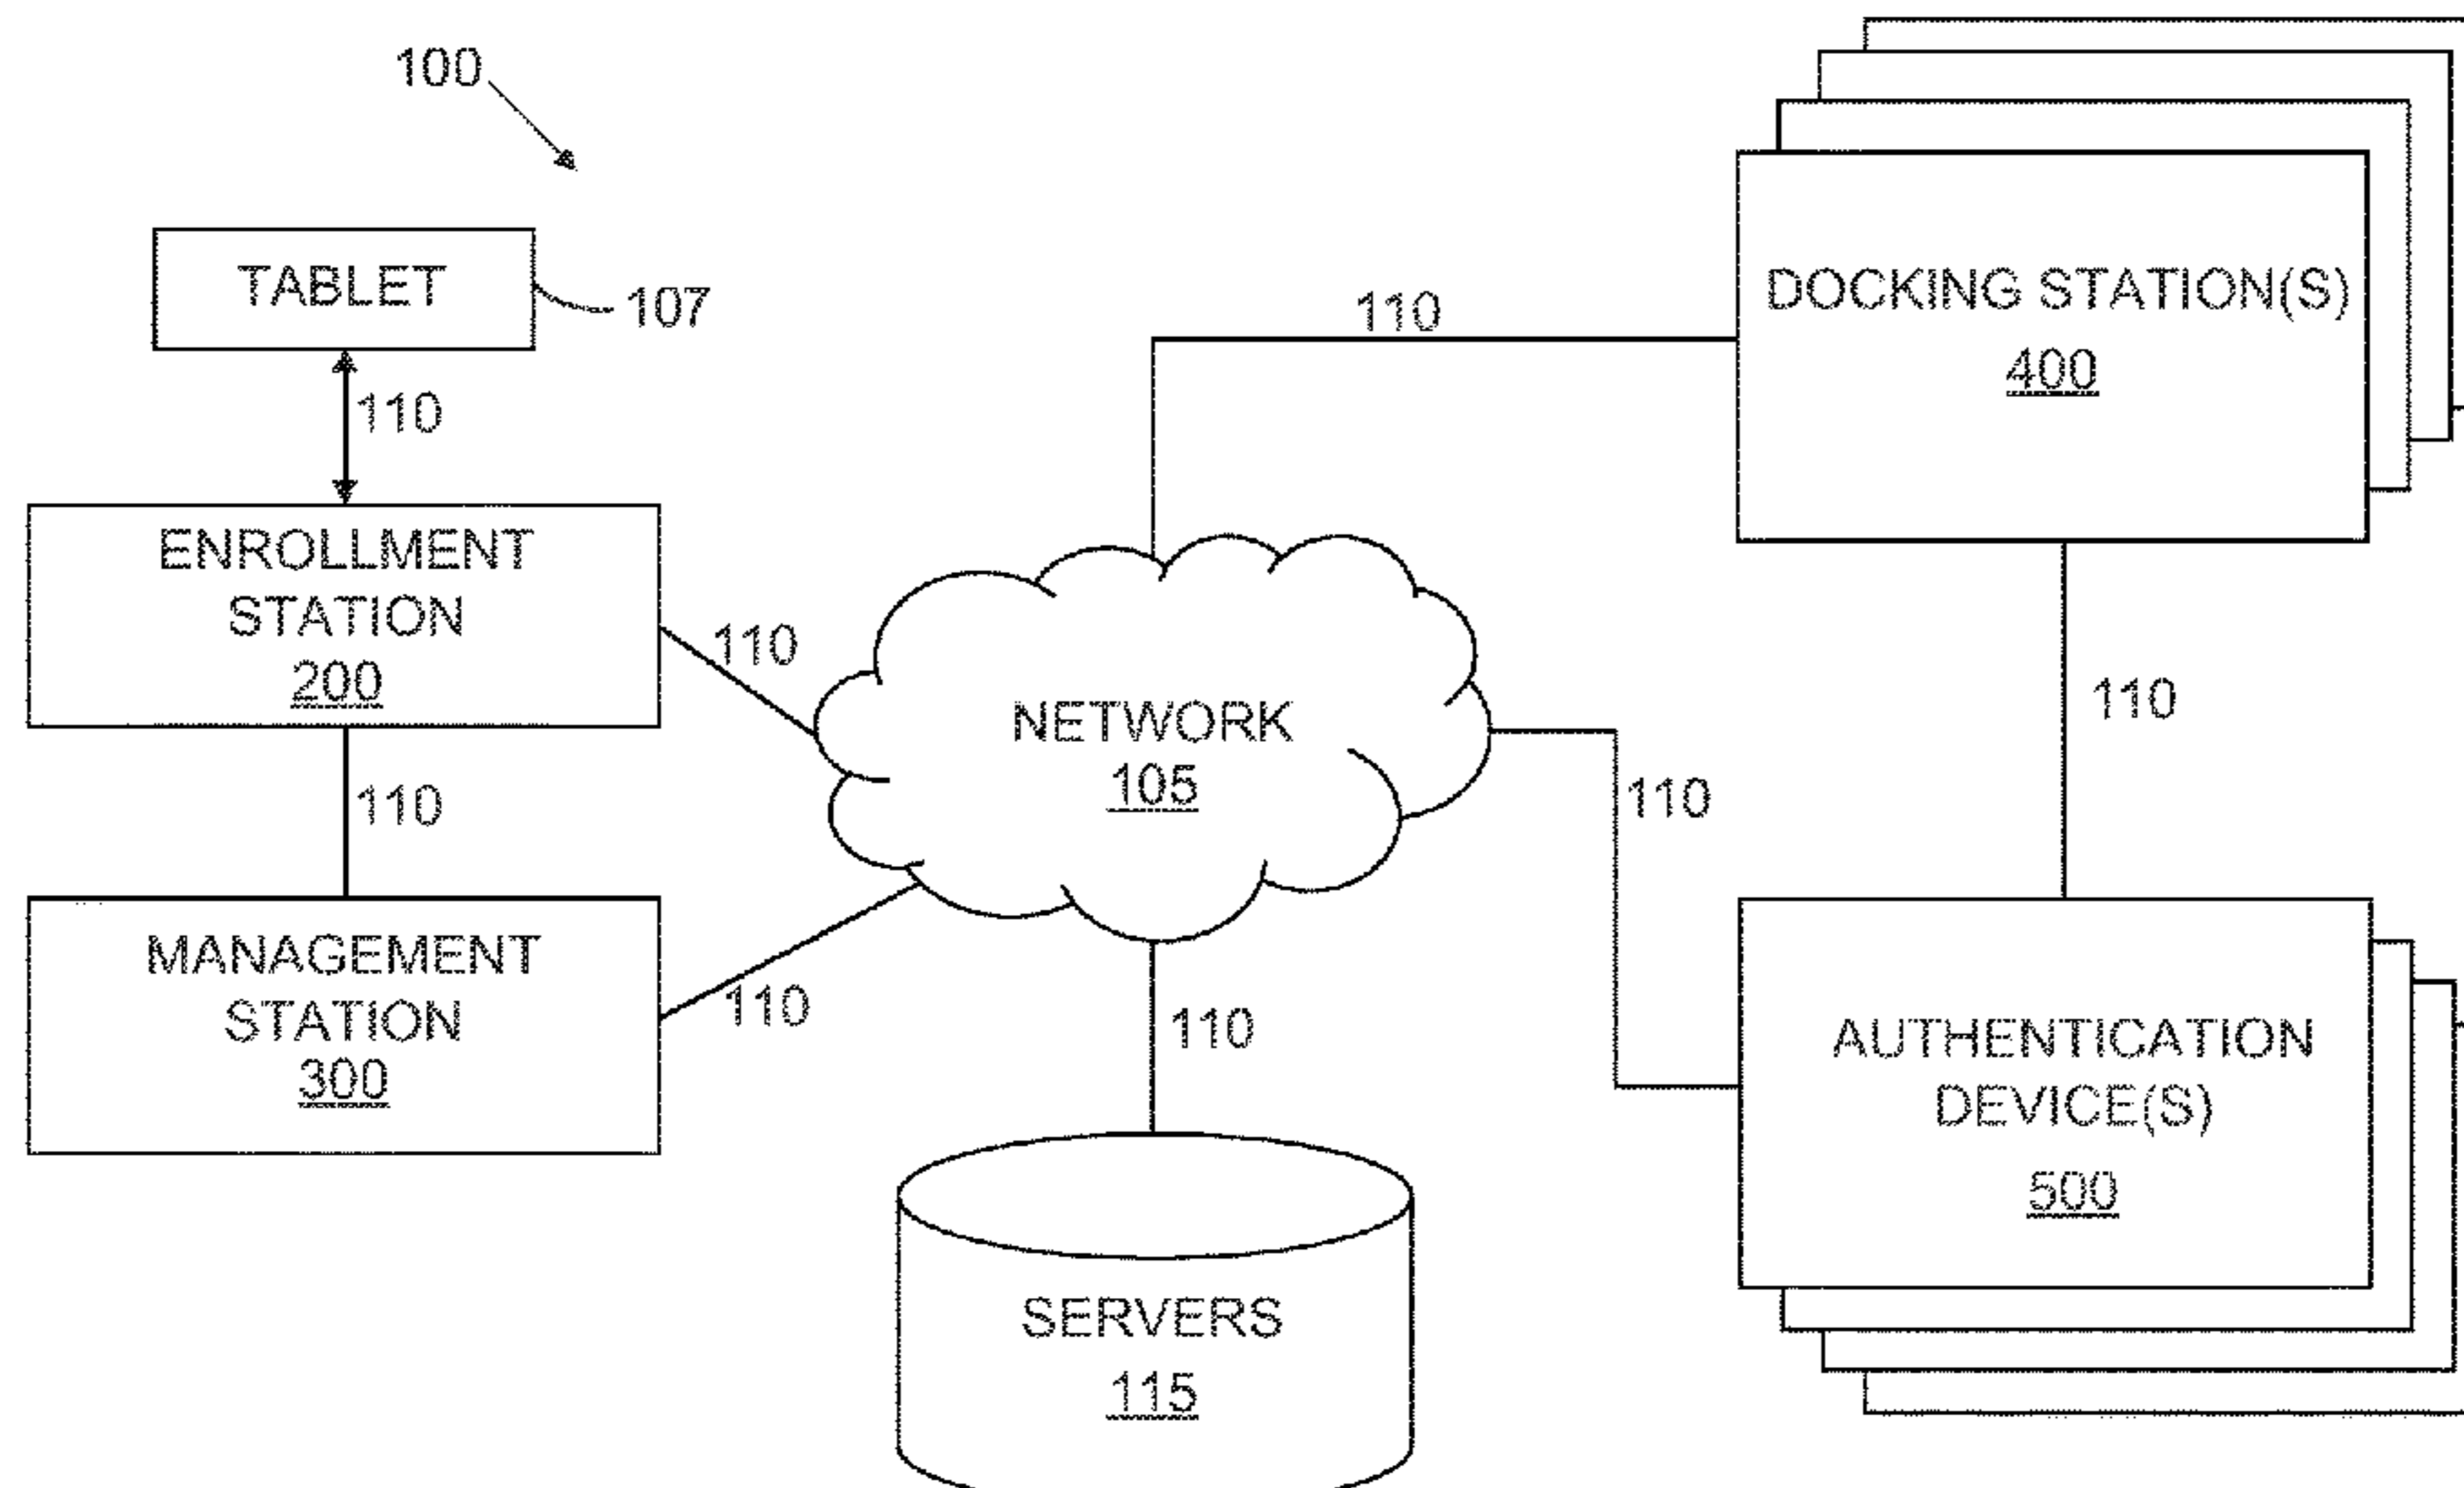 100
TABLET
107
110
ENROLLMENT
STATION
200
110
110
MANAGEMENT
STATION
300
110
NETWORK
105
110
SERVERS
115
110
DOCKING STATION(S)
400
110
110
AUTHENTICATION
DEVICE(S)
500